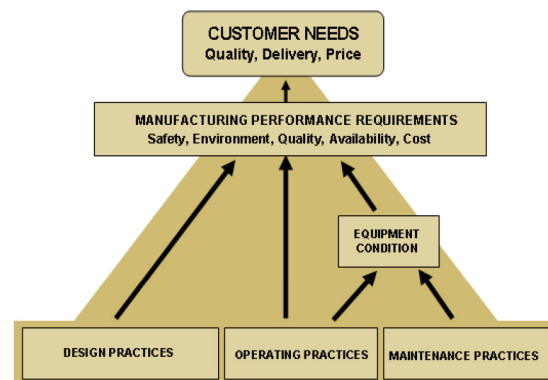 CUSTOMER NEEDS
Quality, Delivery, Price
MANUFACTURING PERFORMANCE REQUIREMENTS
Safety, Environment, Quality, Availability, Cost
EQUIPMENT
CONDITION
DESIGN PRACTICES
OPERATING PRACTICES
MAINTENANCE PRACTICES